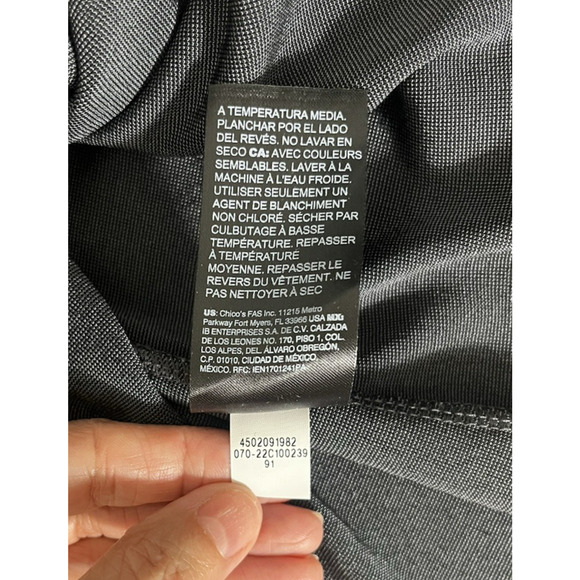 A TEMPERATURA MEDIA.
PLANCHAR POR EL LADO
DEL REVÉS. NO LAVAR EN
SECO CA: AVEC COULEURS
SEMBLABLES. LAVER À LA
MACHINE À L'EAU FROIDE.
UTILISER SEULEMENT UN
AGENT DE BLANCHIMENT
NON CHLORÉ. SÉCHER PAR
CULBUTAGE À BASSE
TEMPÉRATURE. REPASSER
À TEMPÉRATURE
MOYENNE. REPASSER LE
REVERS DU VÊTEMENT. NE
PAS NETTOYER À SEC
US: Chico's FAS Inc. 11215 Metro
Parkway Fort Myers, FL 33966 USA MX:
IB ENTERPRISES S.A. DE C.V. CALZADA
DE LOS LEONES NO. 170, PISO 1, COL.
LOS ALPES, DEL. ÁLVARO OBREGÓN,
C.P. 01010, CIUDAD DE MÉXICO,
MÉXICO. RFC: IEN1701241PA
4502091982
070-22C100239
91